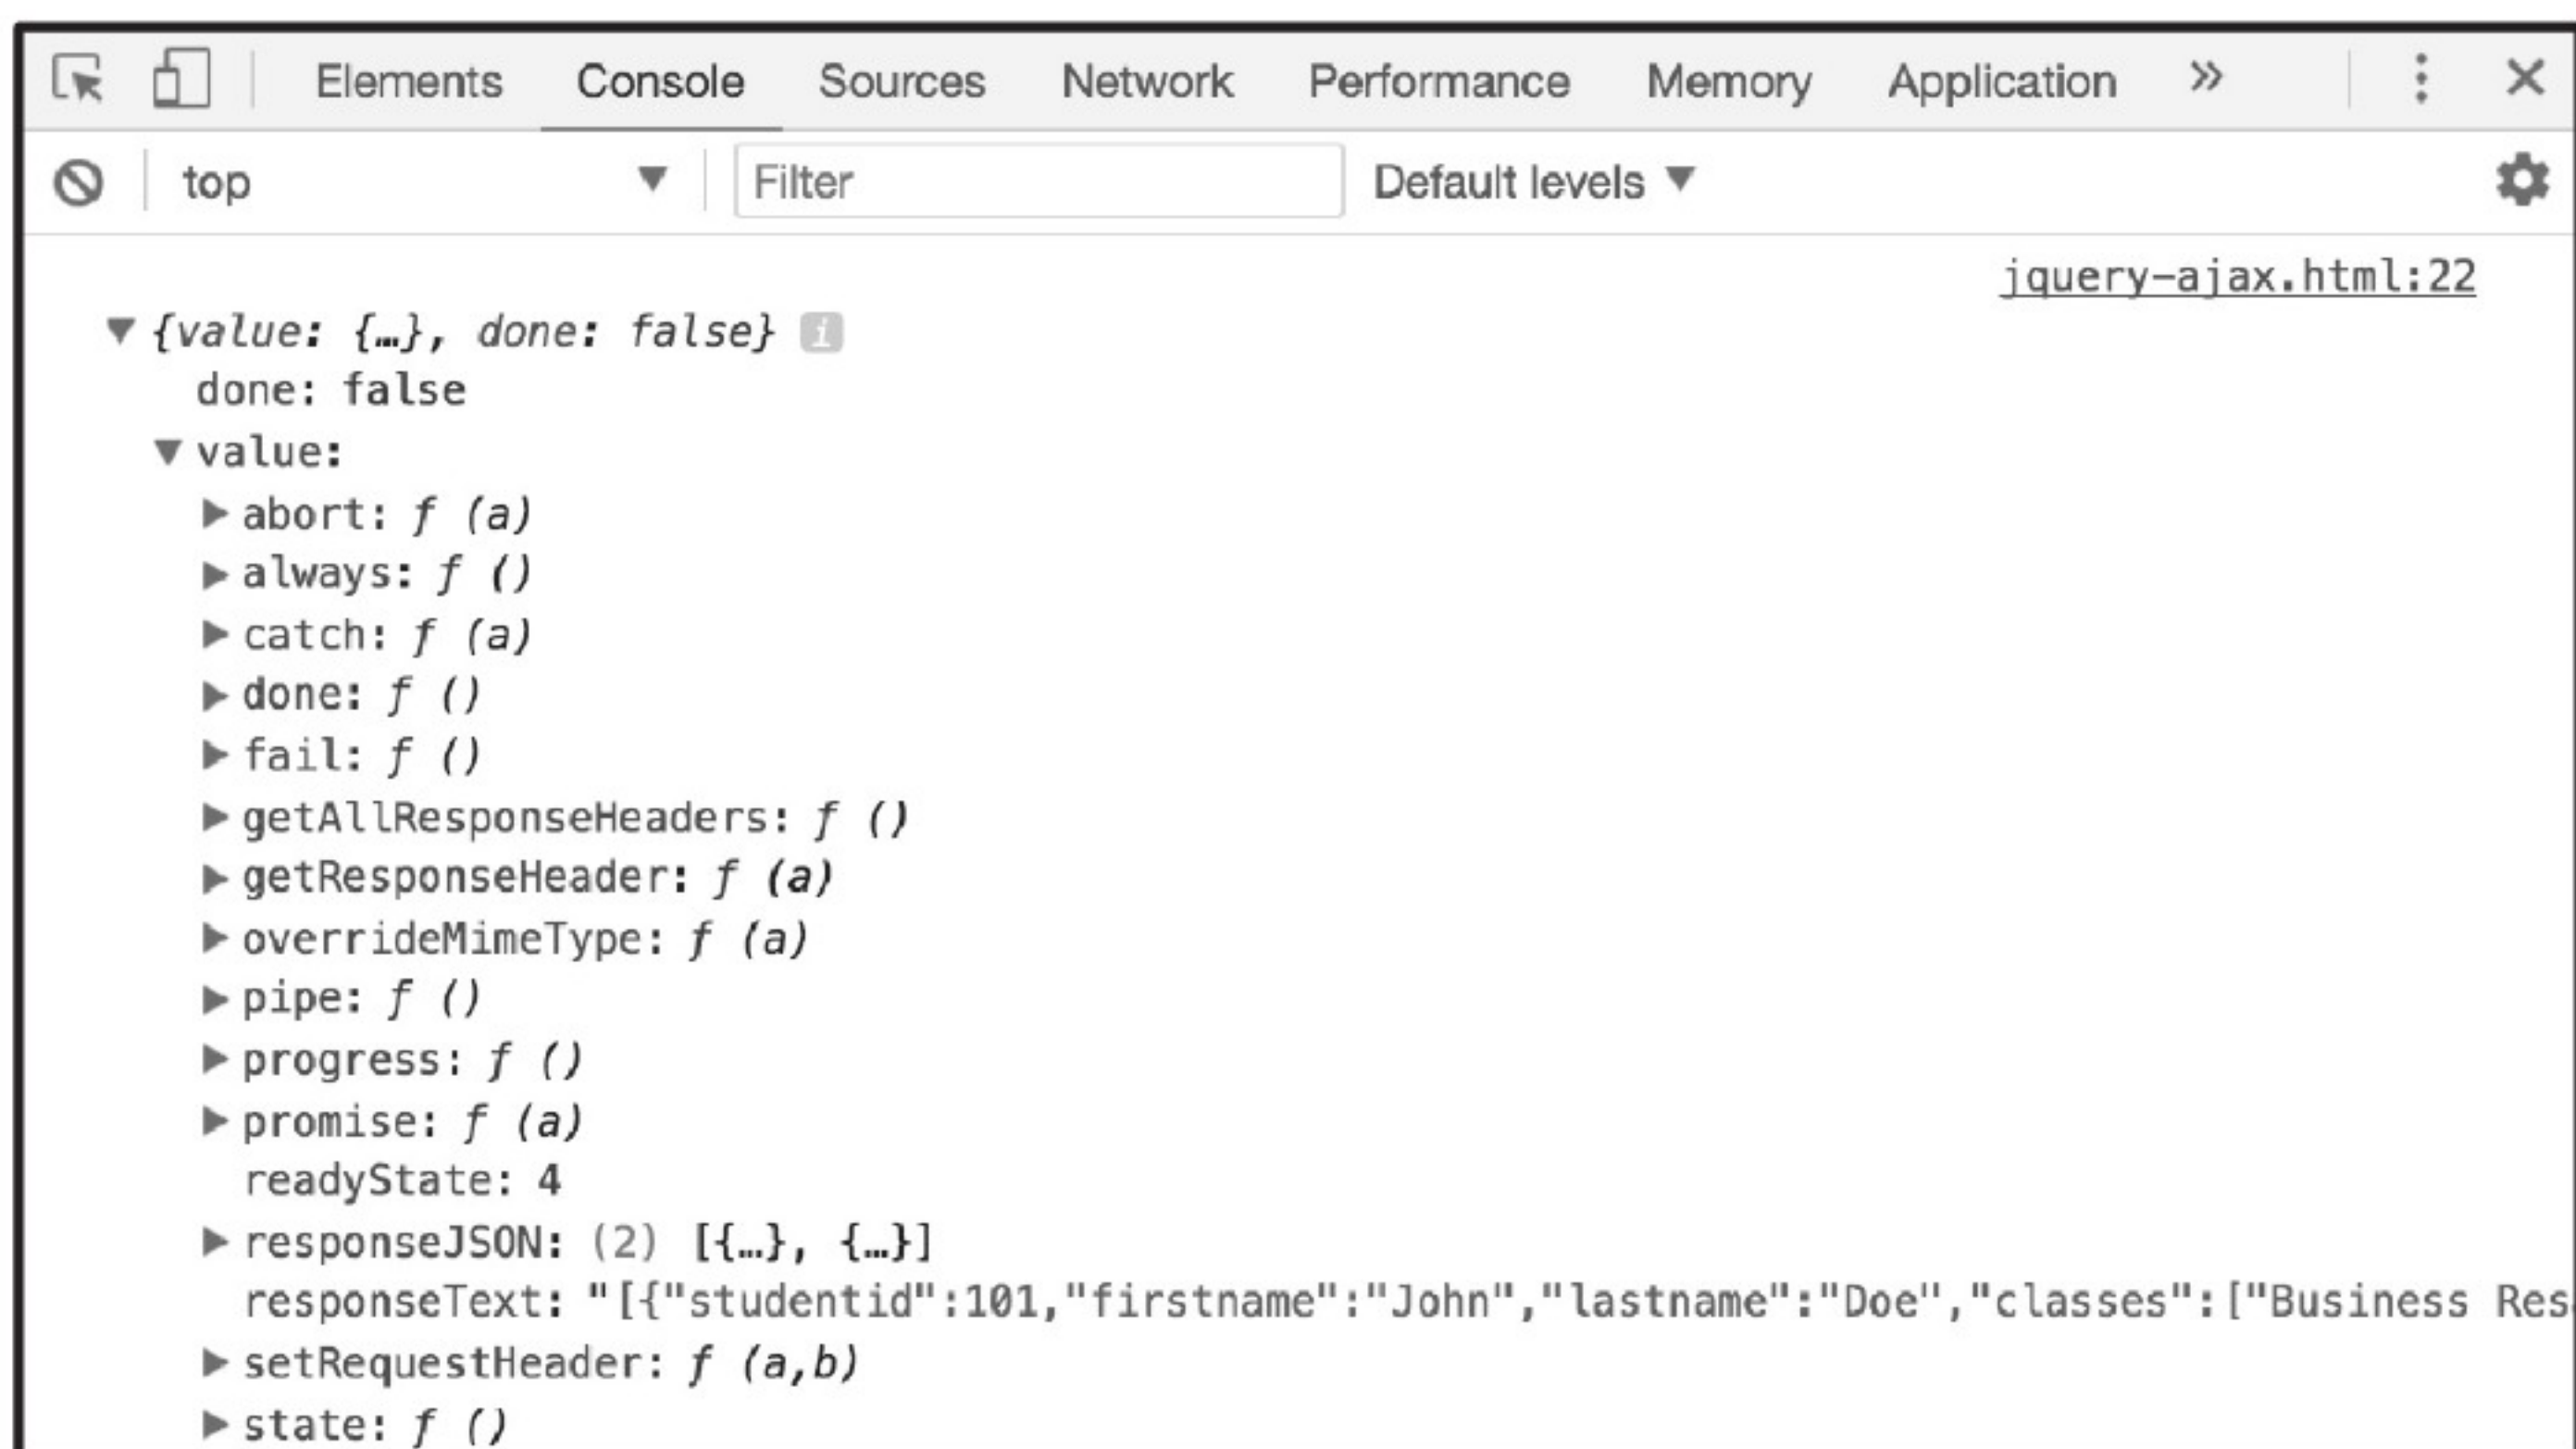 Elements Console Sources Network Performance Memory Application »
top Filter Default levels
jquery-ajax.html:22
{value: {…}, done: false} i
done: false
value:
abort: ƒ (a)
always: ƒ ()
catch: ƒ (a)
done: ƒ ()
fail: ƒ ()
getAllResponseHeaders: ƒ ()
getResponseHeader: ƒ (a)
overrideMimeType: ƒ (a)
pipe: ƒ ()
progress: ƒ ()
promise: ƒ (a)
readyState: 4
responseJSON: (2) [{…}, {…}]
responseText: "[{"studentid":101,"firstname":"John","lastname":"Doe","classes":["Business Res
setRequestHeader: ƒ (a,b)
state: ƒ ()